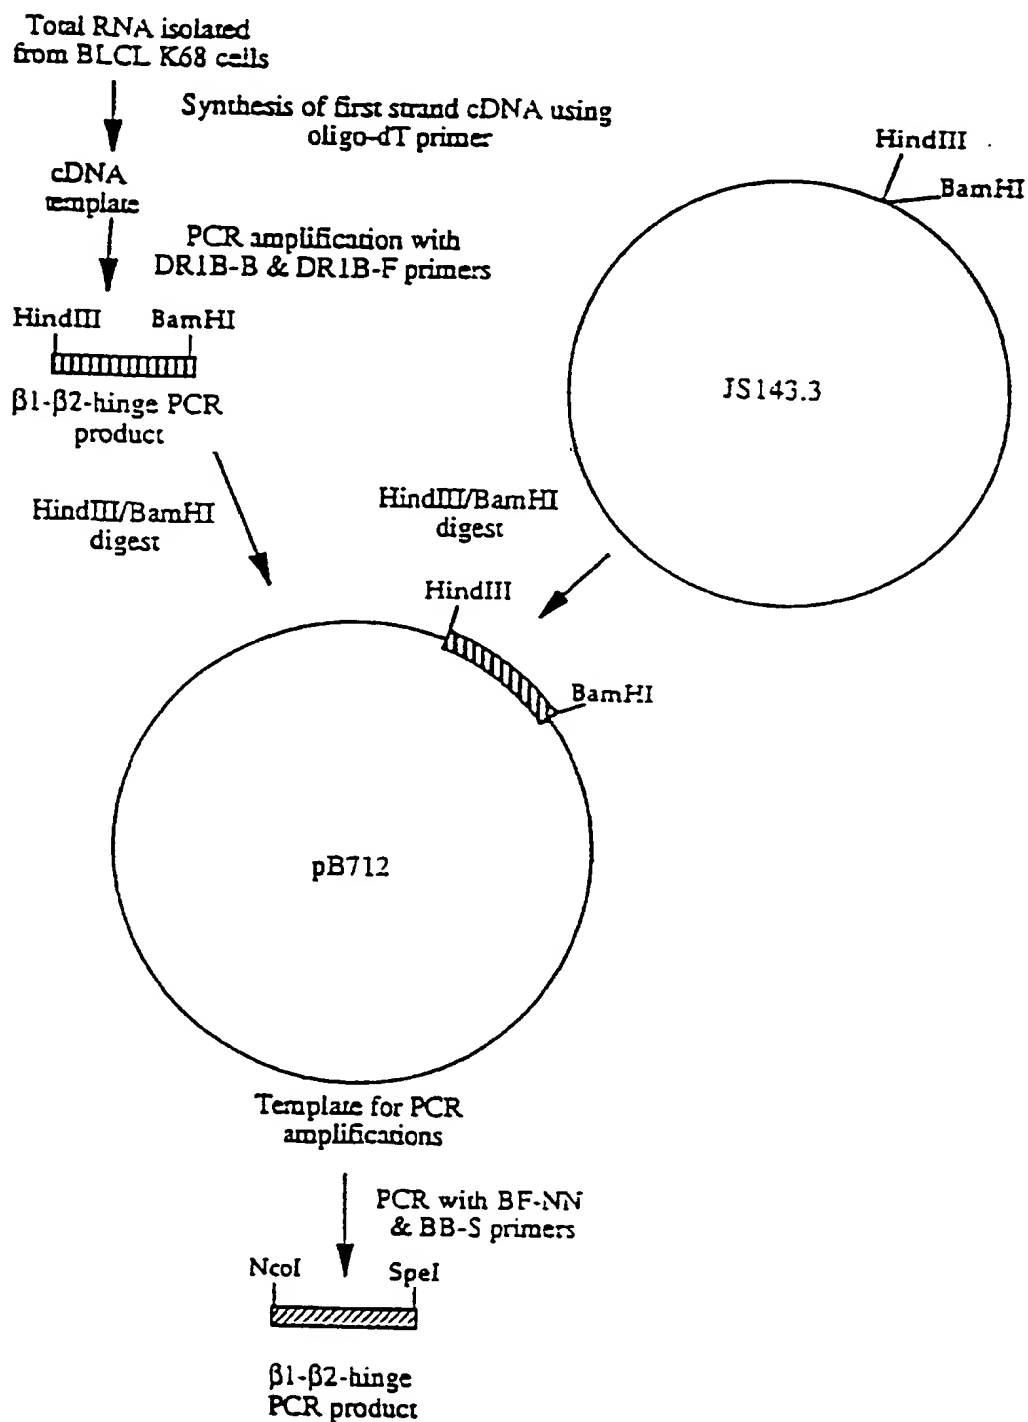 Total RNA isolated
from BLCL K68 cells
Synthesis of first strand cDNA using
oligo-dT primer
cDNA
template
PCR amplification with
DR1B-B & DR1B-F primers
HindIII
BamHI
β1-β2-hinge PCR
product
HindIII
BamHI
JS143.3
HindIII/BamHI
digest
HindIII/BamHI
digest
HindIII
BamHI
pB712
Template for PCR
amplifications
PCR with BF-NN
& BB-S primers
NcoI
SpeI
β1-β2-hinge
PCR product